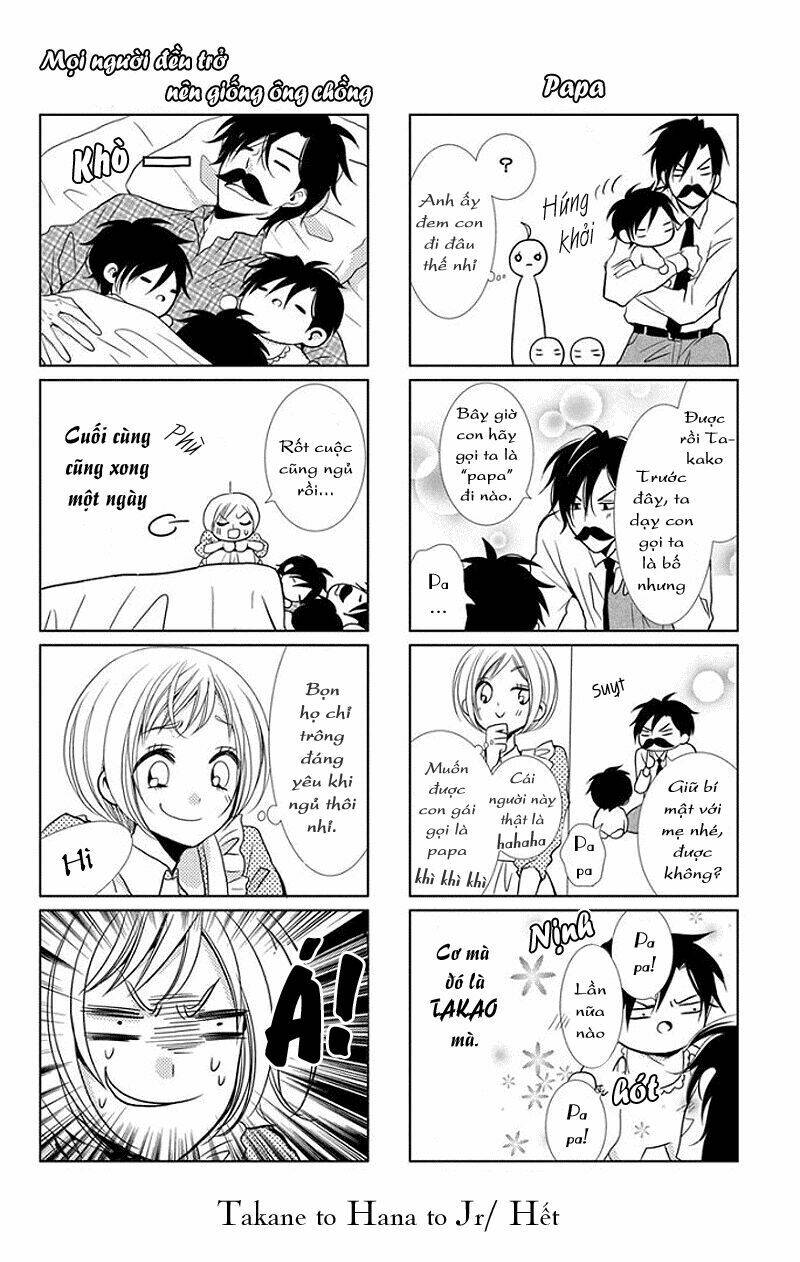 Papa
?
Anh ấy
đem con
đi đâu
thế nhỉ
Hứng
khởi
Được
rồi Ta-
kako
Trước
đây, ta
dạy con
gọi ta
là bố
nhưng
Bây giờ
con hãy
gọi ta là
"papa"
đi nào.
Pa
...
Suyt
Giữ bí
mật với
mẹ nhé,
được
không?
Pa
pa
Cái
người này
thật là
hahaha
Muốn
được
con gái
gọi là
papa
khì khì khì
Pa
pa!
Lần
nữa
nào
Nịnh
hót
Pa
pa!
Cơ mà
đó là
TAKAO
mà.
Mọi người đều trở
nên giống ông chồng
Khò
Rốt cuộc
cũng ngủ
rồi...
Phù
Cuối cùng
cũng xong
một ngày
Bọn
họ chỉ
trông
đáng
yêu khi
ngủ thôi
nhỉ.
Hi
Á!
Takane to Hana to Jr/ Hết